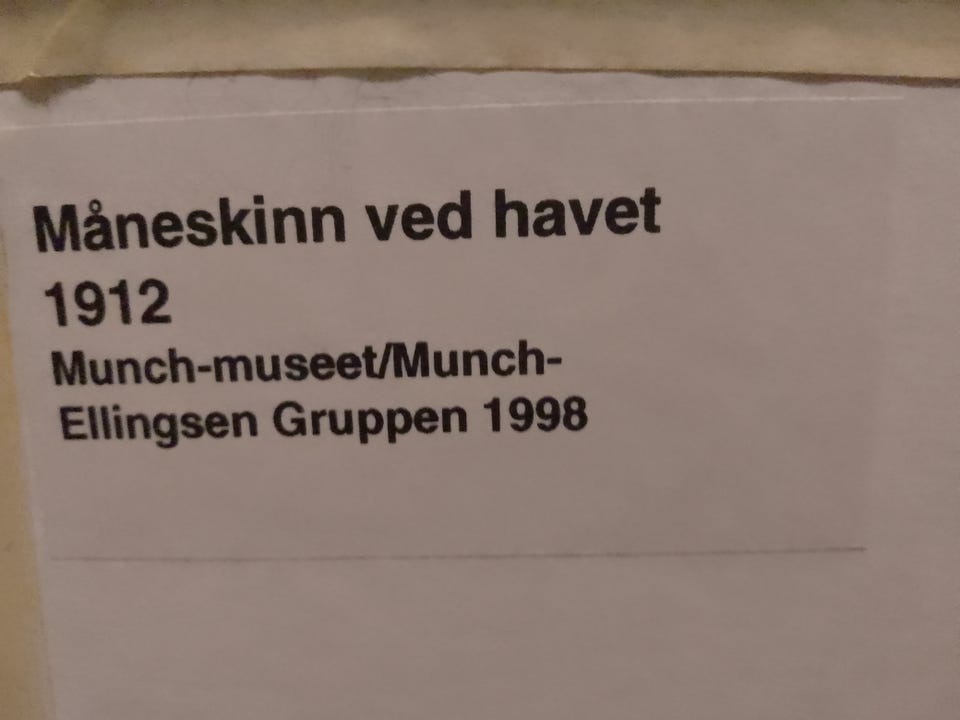 Måneskinn ved havet
1912
Munch-museet/Munch-
Ellingsen Gruppen 1998